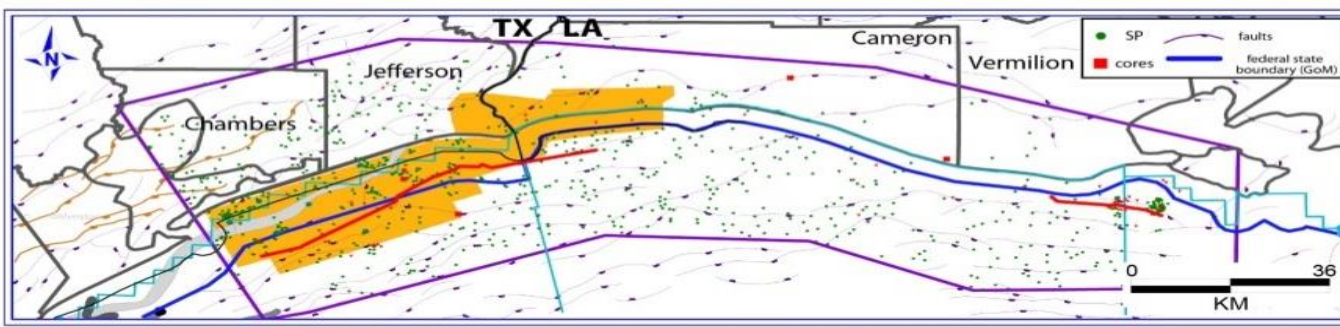 TX LA
N
Jefferson
Cameron
Vermilion
Chambers
SP
faults
cores
federal state
boundary (GoM)
0
36
KM